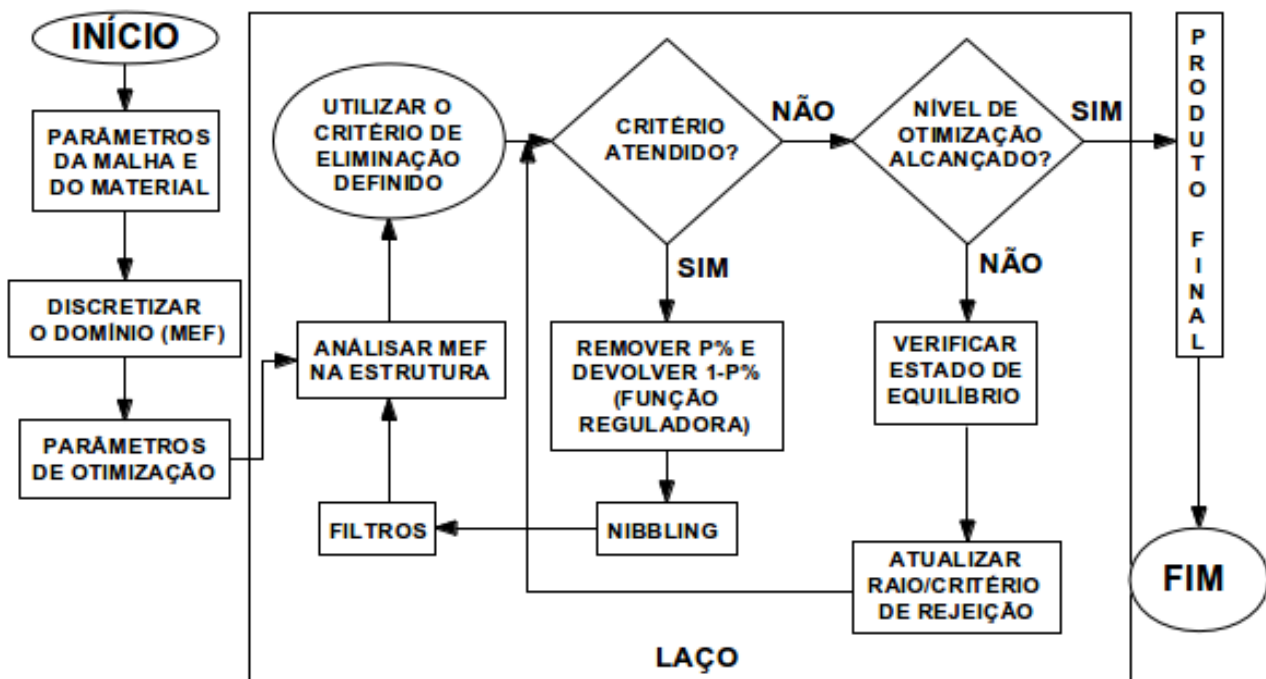 INÍCIO
PARÂMETROS
DA MALHA E
DO MATERIAL
DISCRETIZAR
O DOMÍNIO (MEF)
PARÂMETROS
DE OTIMIZAÇÃO
ANÁLISAR MEF
NA ESTRUTURA
UTILIZAR O
CRITÉRIO DE
ELIMINAÇÃO
DEFINIDO
CRITÉRIO
ATENDIDO?
NÃO
SIM
REMOVER P% E
DEVOLVER 1-P%
(FUNÇÃO
REGULADORA)
NIBBLING
FILTROS
NÍVEL DE
OTIMIZAÇÃO
ALCANÇADO?
SIM
NÃO
VERIFICAR
ESTADO DE
EQUILÍBRIO
ATUALIZAR
RAIO/CRITÉRIO
DE REJEIÇÃO
LAÇO
PRODUTO FINAL
FIM